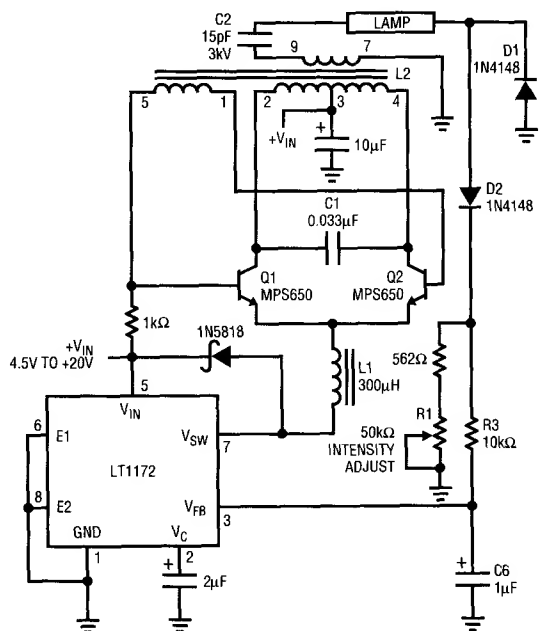 C2
15pF
3kV
LAMP
D1
1N4148
9
7
L2
5
1
2
3
4
+VIN
+
10µF
D2
1N4148
C1
0.033µF
Q1
MPS650
Q2
MPS650
1kΩ
+VIN
4.5V TO +20V
1N5818
L1
300µH
562Ω
R1
50kΩ
INTENSITY
ADJUST
R3
10kΩ
5
VIN
6
E1
VSW
7
LT1172
8
E2
VFB
3
GND
VC
1
2
+
2µF
+
C6
1µF